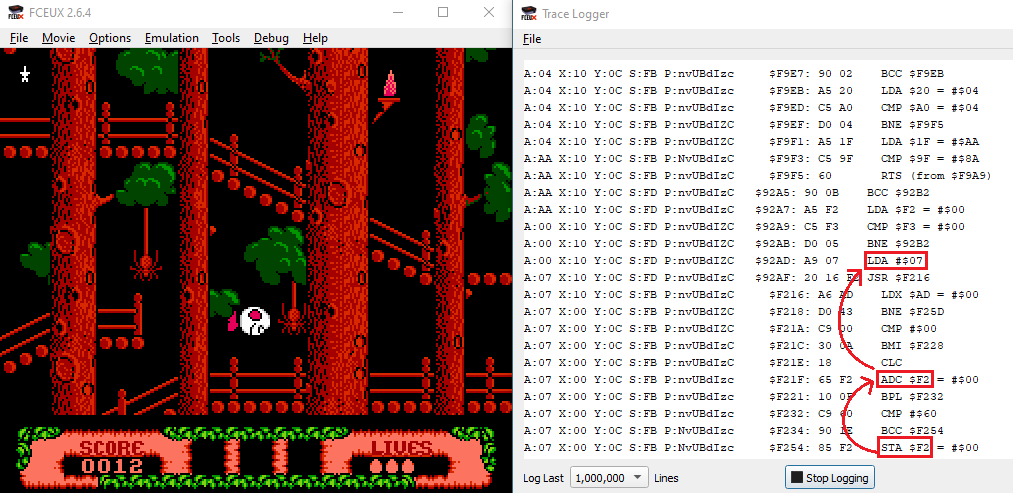 FCEUX 2.6.4
File Movie Options Emulation Tools Debug Help
SCORE
0012
LIVES
Trace Logger
File
A:04 X:10 Y:0C S:FB P:nvUBdIzc $F9E7: 90 02 BCC $F9EB
A:04 X:10 Y:0C S:FB P:nvUBdIzc $F9EB: A5 20 LDA $20 = #$04
A:04 X:10 Y:0C S:FB P:nvUBdIzc $F9ED: C5 A0 CMP $A0 = #$04
A:04 X:10 Y:0C S:FB P:nvUBdIZC $F9EF: D0 04 BNE $F9F5
A:04 X:10 Y:0C S:FB P:nvUBdIZC $F9F1: A5 1F LDA $1F = #$AA
A:AA X:10 Y:0C S:FB P:NvUBdIzC $F9F3: C5 9F CMP $9F = #$8A
A:AA X:10 Y:0C S:FB P:nvUBdIzC $F9F5: 60 RTS (from $F9A9)
A:AA X:10 Y:0C S:FD P:nvUBdIzC $92A5: 90 0B BCC $92B2
A:AA X:10 Y:0C S:FD P:nvUBdIzC $92A7: A5 F2 LDA $F2 = #$00
A:00 X:10 Y:0C S:FD P:nvUBdIZC $92A9: C5 F3 CMP $F3 = #$00
A:00 X:10 Y:0C S:FD P:nvUBdIZC $92AB: D0 05 BNE $92B2
A:00 X:10 Y:0C S:FD P:nvUBdIZC $92AD: A9 07 LDA #$07
A:07 X:10 Y:0C S:FD P:nvUBdIzC $92AF: 20 16 JSR $F216
A:07 X:10 Y:0C S:FB P:nvUBdIzC $F216: A6 AD LDX $AD = #$00
A:07 X:00 Y:0C S:FB P:nvUBdIZC $F218: D0 43 BNE $F25D
A:07 X:00 Y:0C S:FB P:nvUBdIZC $F21A: C9 00 CMP #$00
A:07 X:00 Y:0C S:FB P:nvUBdIzC $F21C: 30 0A BMI $F228
A:07 X:00 Y:0C S:FB P:nvUBdIzC $F21E: 18 CLC
A:07 X:00 Y:0C S:FB P:nvUBdIzc $F21F: 65 F2 ADC $F2 = #$00
A:07 X:00 Y:0C S:FB P:nvUBdIzc $F221: 10 0F BPL $F232
A:07 X:00 Y:0C S:FB P:nvUBdIzc $F232: C9 60 CMP #$60
A:07 X:00 Y:0C S:FB P:NvUBdIzc $F234: 90 1E BCC $F254
A:07 X:00 Y:0C S:FB P:NvUBdIzc $F254: 85 F2 STA $F2 = #$00
Log Last 1,000,000 Lines Stop Logging